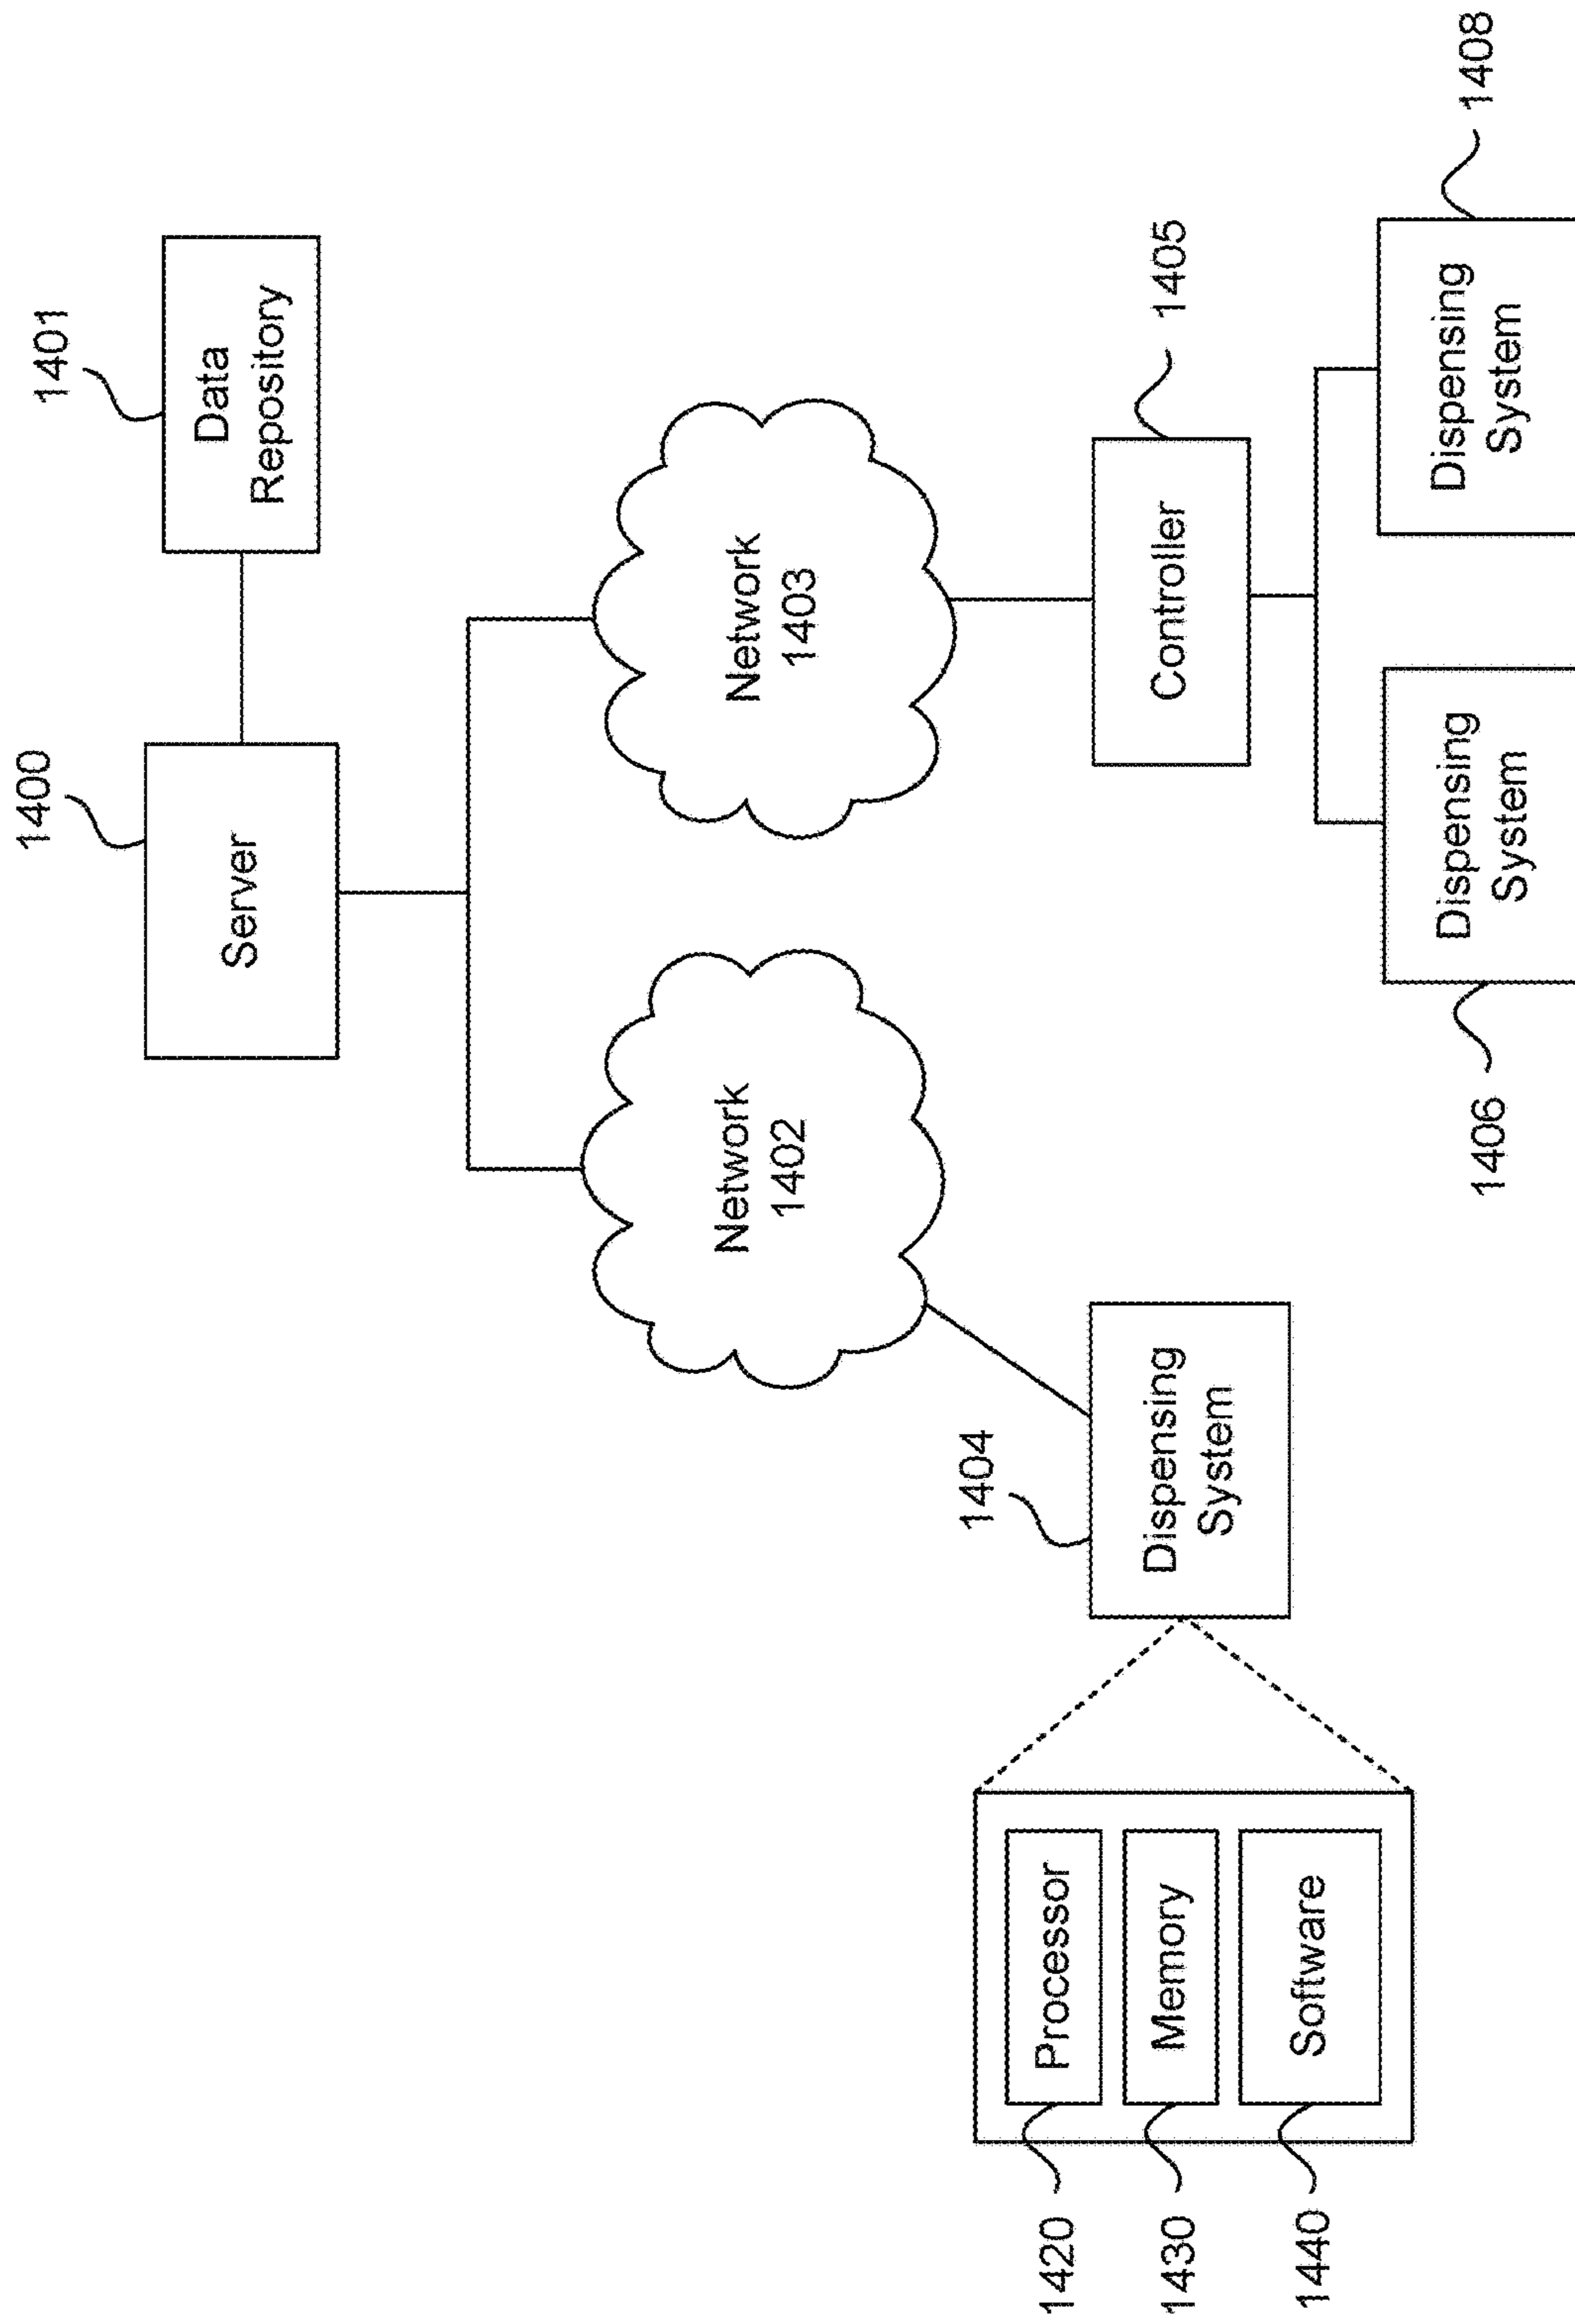 1400
1401
Server
Data
Repository
Network
1402
Network
1403
1404
1405
Dispensing
System
Controller
Processor
Memory
Software
1420
1430
1440
Dispensing
System
Dispensing
System
1406
1408